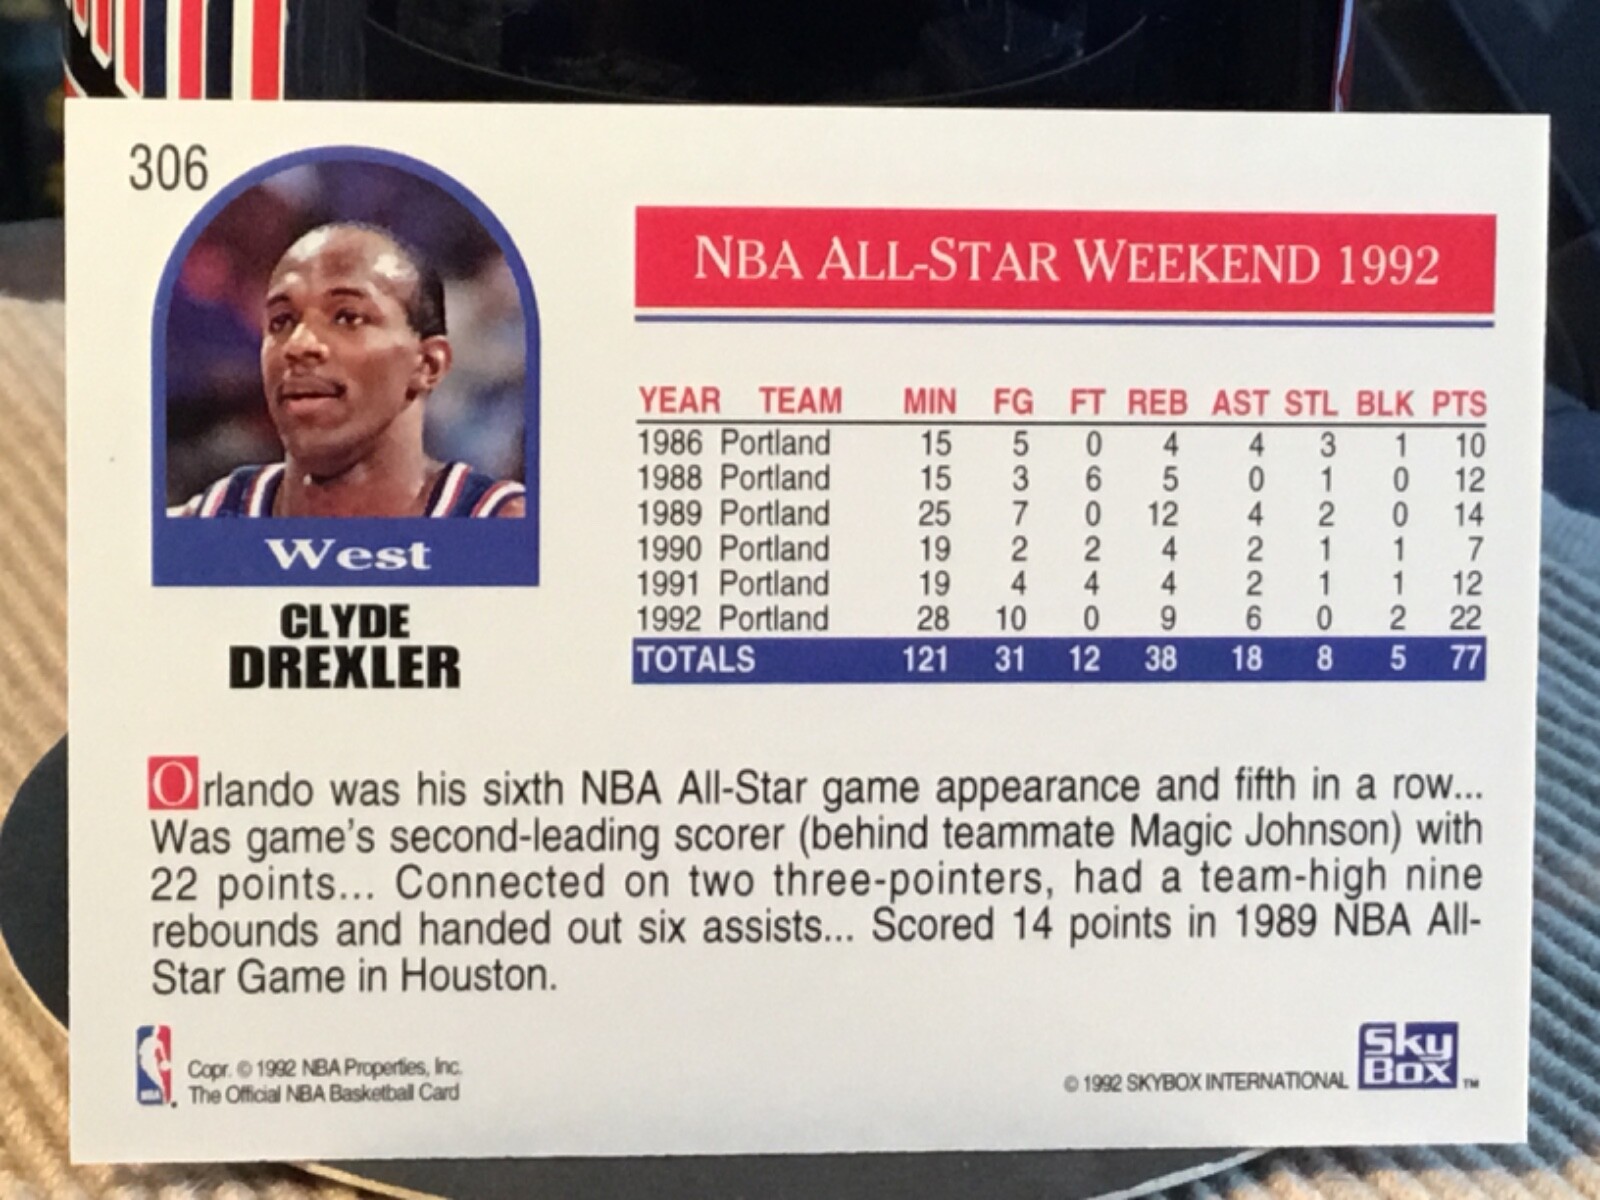 306
NBA ALL-STAR WEEKEND 1992
West
CLYDE
DREXLER
YEAR TEAM MIN FG FT REB AST STL BLK PTS
1986 Portland 15 5 0 4 4 3 1 10
1988 Portland 15 3 6 5 0 1 0 12
1989 Portland 25 7 0 12 4 2 0 14
1990 Portland 19 2 2 4 2 1 1 7
1991 Portland 19 4 4 4 2 1 1 12
1992 Portland 28 10 0 9 6 0 2 22
TOTALS 121 31 12 38 18 8 5 77
Orlando was his sixth NBA All-Star game appearance and fifth in a row...
Was game's second-leading scorer (behind teammate Magic Johnson) with
22 points... Connected on two three-pointers, had a team-high nine
rebounds and handed out six assists... Scored 14 points in 1989 NBA All-
Star Game in Houston.
NBA
Copr. © 1992 NBA Properties, Inc.
The Official NBA Basketball Card
© 1992 SKYBOX INTERNATIONAL
Sky
Box ™